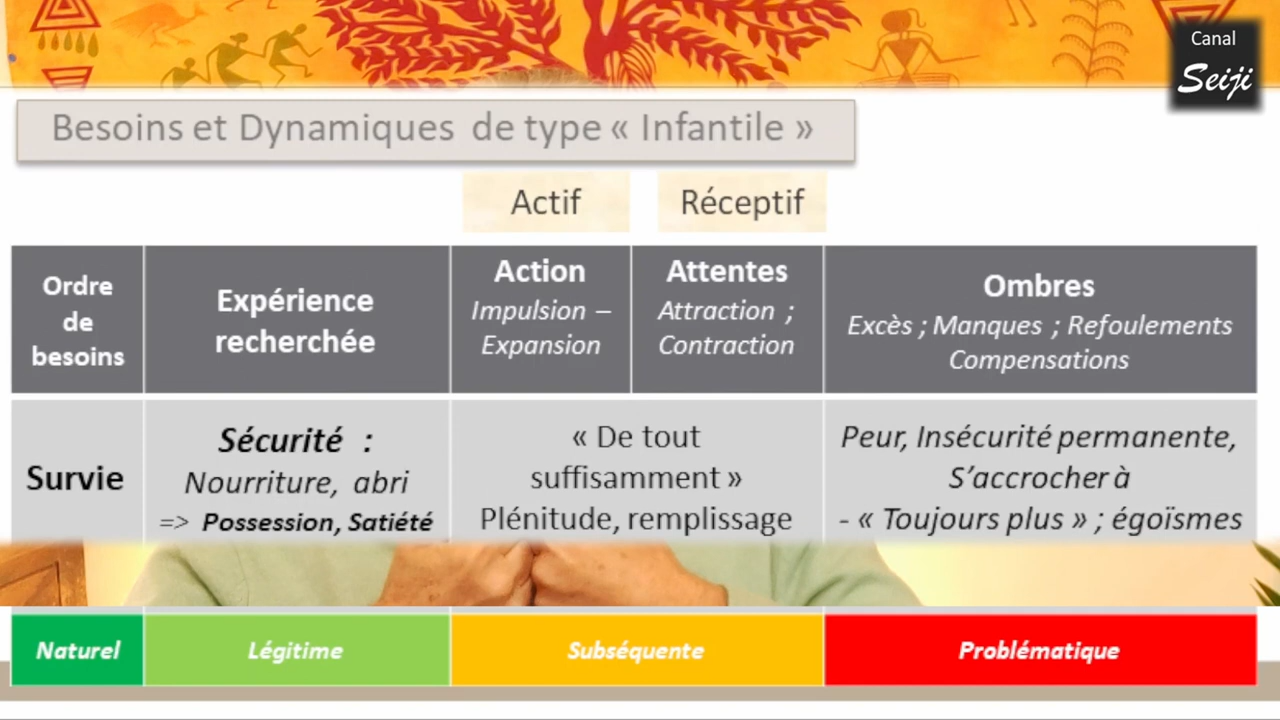 Canal
Seiji
Besoins et Dynamiques de type « Infantile »
Actif
Réceptif
Ordre
de
besoins
Expérience
recherchée
Action
Impulsion –
Expansion
Attentes
Attraction ;
Contraction
Ombres
Excès ; Manques ; Refoulements
Compensations
Survie
Sécurité :
Nourriture, abri
=> Possession, Satiété
« De tout
suffisamment »
Plénitude, remplissage
Peur, Insécurité permanente,
S’accrocher à
- « Toujours plus » ; égoïsmes
Naturel
Légitime
Subséquente
Problématique